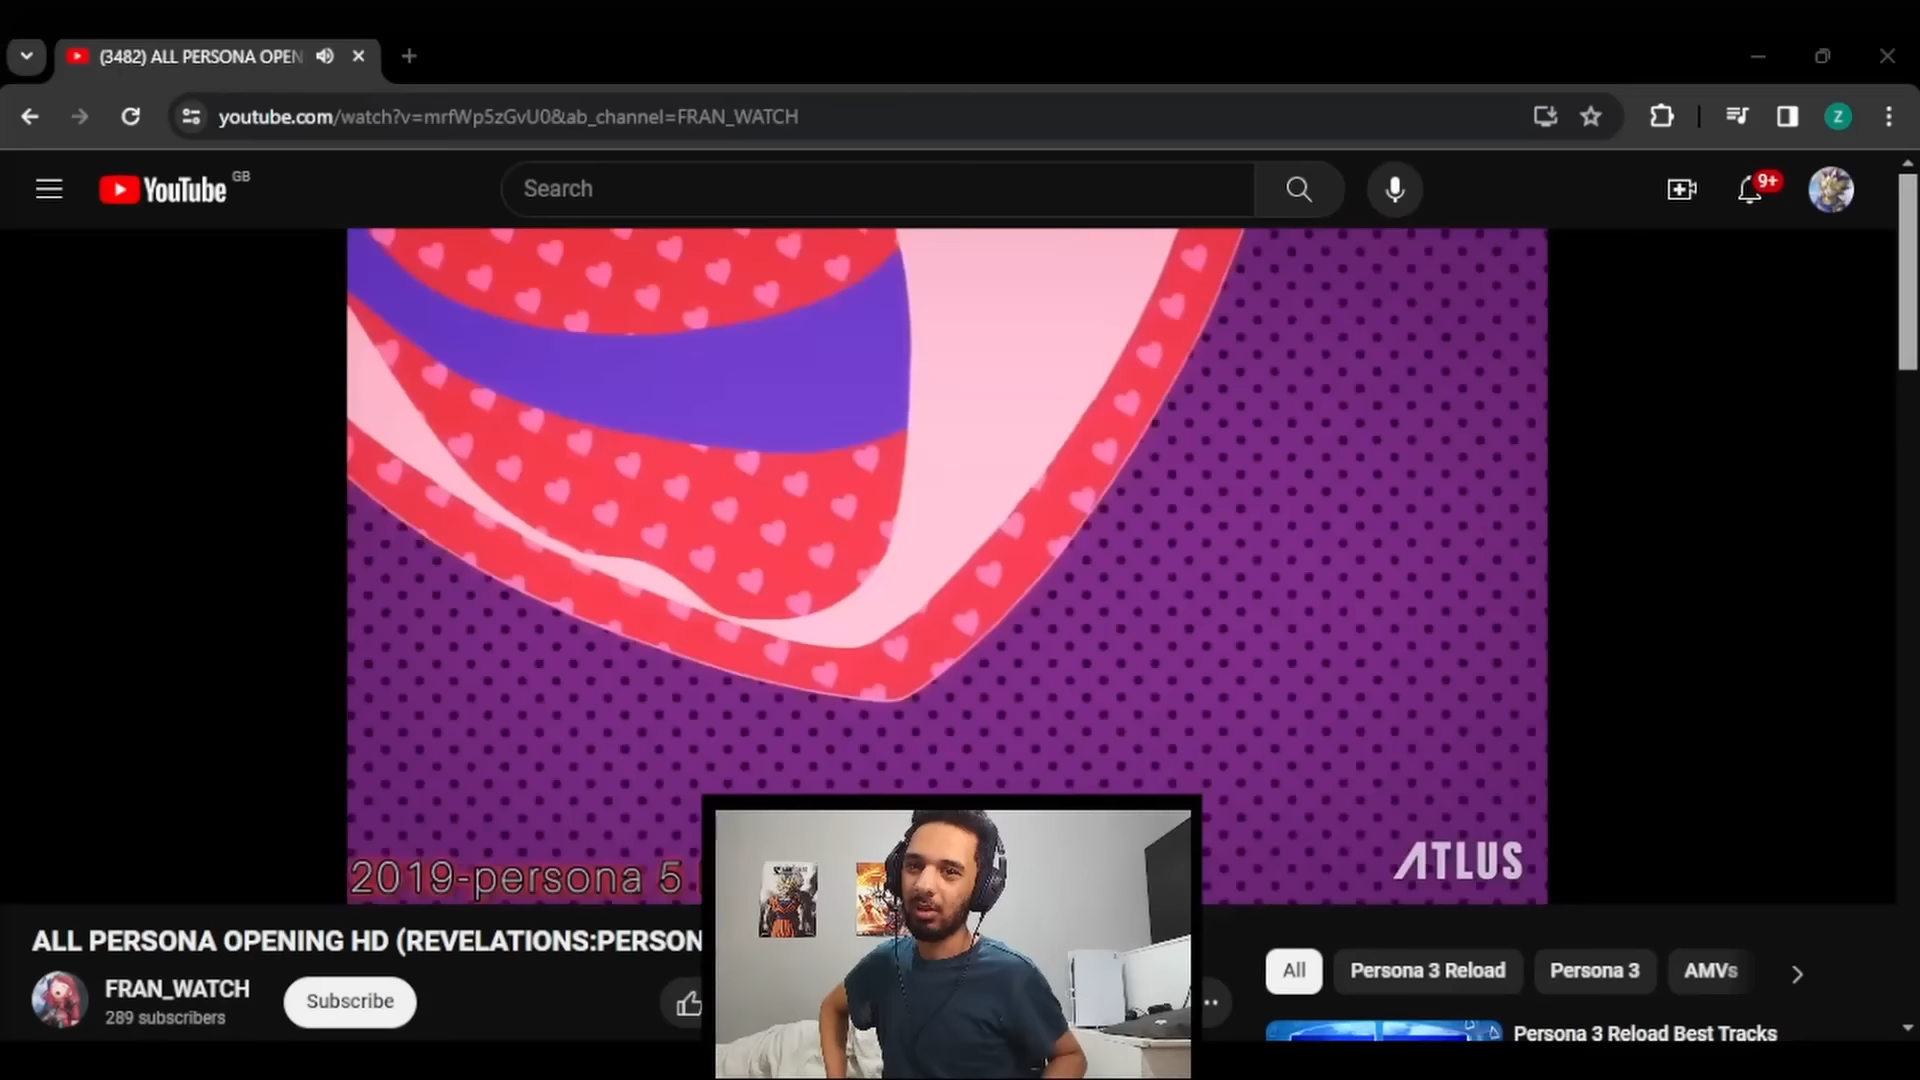 (3482) ALL PERSONA OPEN
youtube.com/watch?v=mrfWp5zGvU0&ab_channel=FRAN_WATCH
Z
YouTube GB
Search
9+
2019-persona 5
ATLUS
ALL PERSONA OPENING HD (REVELATIONS:PERSON
FRAN_WATCH
289 subscribers
Subscribe
All
Persona 3 Reload
Persona 3
AMVs
Persona 3 Reload Best Tracks